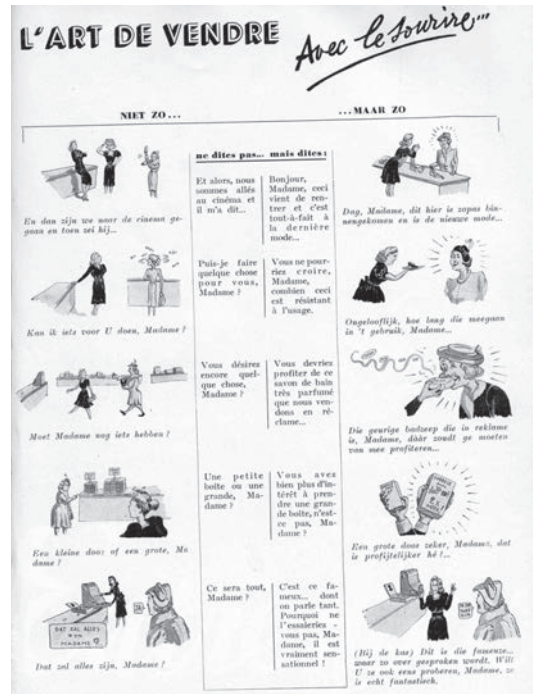 L'ART DE VENDRE
Avec le sourire...
NIET ZO...
...MAAR ZO
ne dites pas... mais dites :
Et alors, nous
sommes allés
au cinéma et
il m'a dit...
Bonjour,
Madame, ceci
vient de ren-
trer et c'est
tout-à-fait à
la dernière
mode...
En dan zijn we naar de cinema ge-
gaan en toen zei hij...
Dag, Madame, dit hier is zopas bin-
nengekomen en is de nieuwe mode...
Puis-je faire
quelque chose
pour vous,
Madame ?
Vous ne pour-
riez croire,
Madame,
combien ceci
est résistant
à l'usage.
Kan ik iets voor U doen, Madame ?
Ongelooflijk, hoe lang die meegaan
in 't gebruik, Madame...
Vous désirez
encore quel-
que chose,
Madame ?
Vous devriez
profiter de ce
savon de bain
très parfumé
que nous ven-
dons en ré-
clame...
Moet Madame nog iets hebben ?
Die geurige badzeep die in reklame
is, Madame, dààr zoudt ge moeten
van mee profiteren...
Une petite
boîte ou une
grande, Ma-
dame ?
Vous avez
bien plus d'in-
térêt à pren-
dre une gran-
de boîte, n'est-
ce pas, Ma-
dame ?
Een kleine doos of een grote, Ma
dame ?
Een grote doos zeker, Madame, dat
is profijtelijker hé !...
Ce sera tout,
Madame ?
C'est ce fa-
meux... dont
on parle tant.
Pourquoi ne
l'essaieries -
vous pas, Ma-
dame, il est
vraiment sen-
sationnel !
DAT ZAL ALLES
ZIJN
MADAME ?
Dat zal alles zijn, Madame ?
(Bij de kas) Dit is die fameuze...
waar zo over gesproken wordt. Wilt
U ze ook eens proberen, Madame, ze
is echt fantastisch.